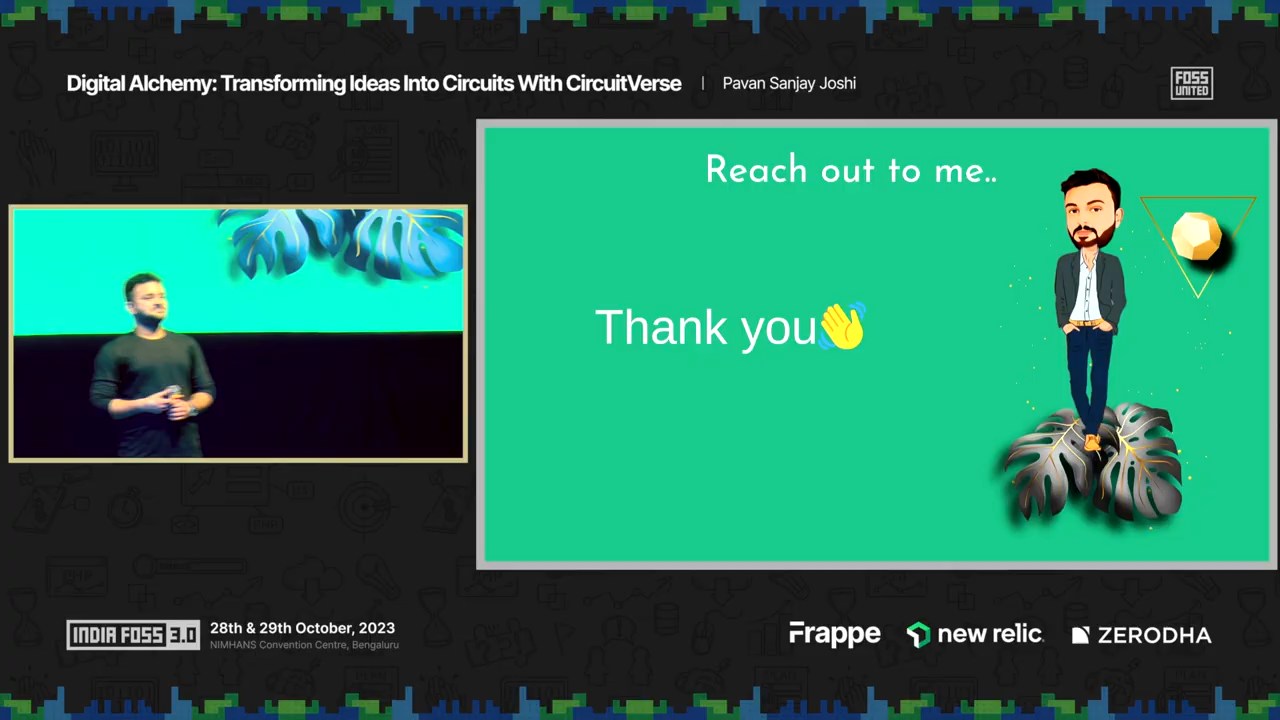 Digital Alchemy: Transforming Ideas Into Circuits With CircuitVerse | Pavan Sanjay Joshi
FOSS
UNITED
Reach out to me..
Thank you👋
INDIA FOSS 3.0
28th & 29th October, 2023
NIMHANS Convention Centre, Bengaluru
Frappe
new relic
ZERODHA